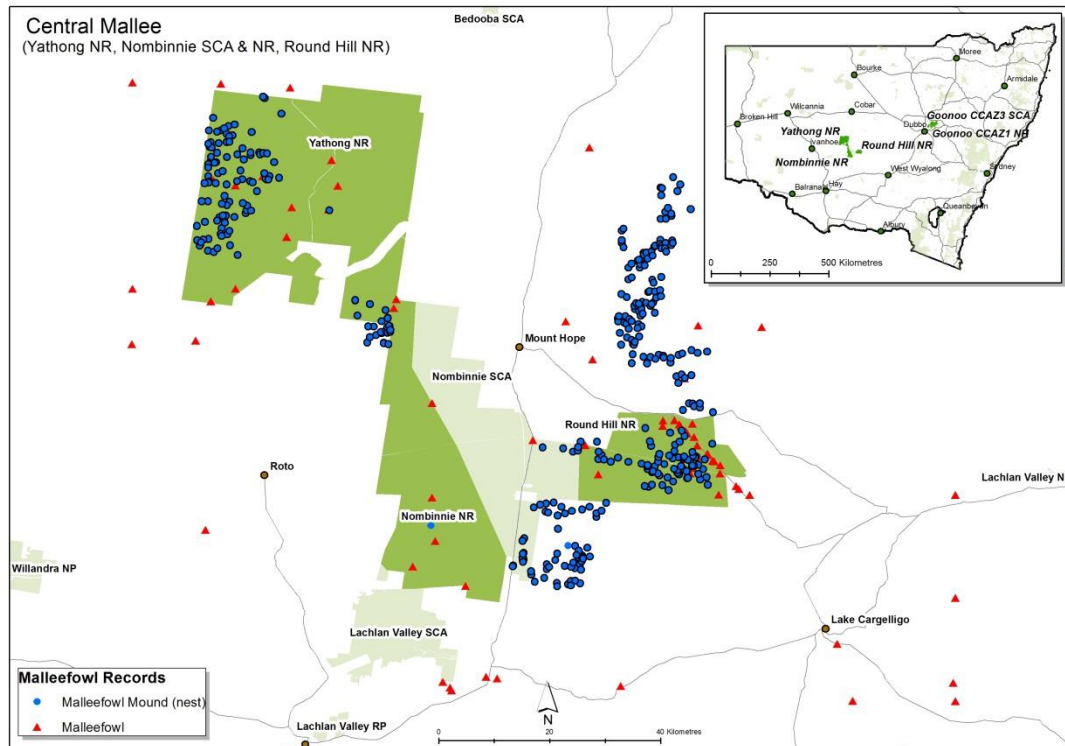 Central Mallee
(Yathong NR, Nombinnie SCA & NR, Round Hill NR)
Bedooba SCA
Yathong NR
Mount Hope
Nombinnie SCA
Round Hill NR
Roto
Lachlan Valley N
Nombinnie NR
Willandra NP
Lake Cargelligo
Lachlan Valley SCA
Lachlan Valley RP
Malleefowl Records
Malleefowl Mound (nest)
Malleefowl
N
0 20 40 Kilometres
Moree
Bourke
Armidale
Wilcannia
Cobar
Broken Hill
Goonoo CCAZ3 SCA
Dubbo
Goonoo CCAZ1 NR
Yathong NR
Ivanhoe
Round Hill NR
Nombinnie NR
West Wyalong
Sydney
Balranald
Hay
Queanbeyan
Albury
0 250 500 Kilometres